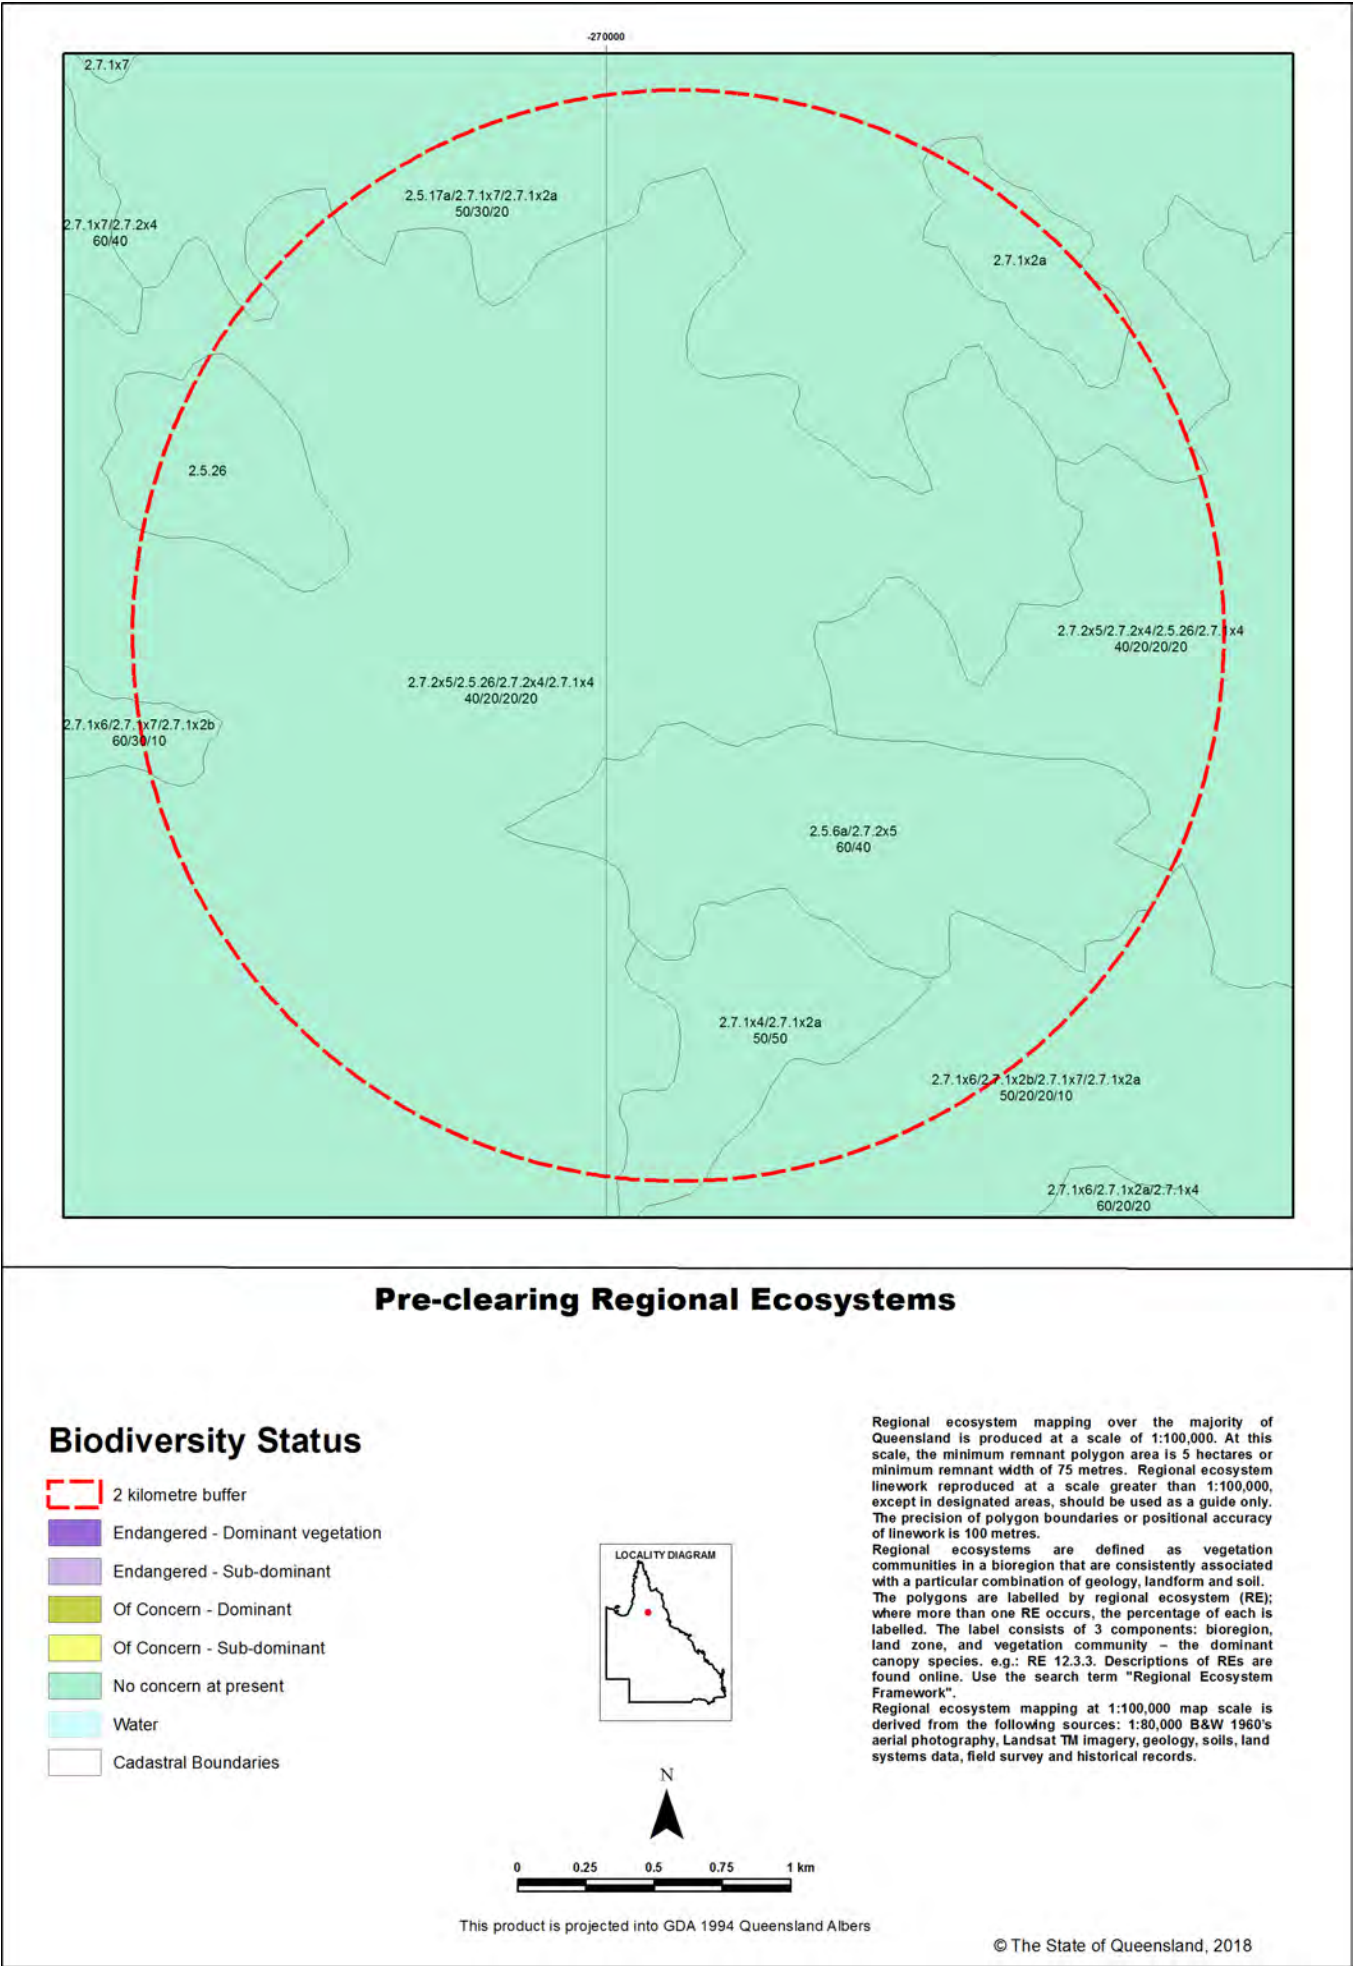 -270000
2.7.1x7
2.5.17a/2.7.1x7/2.7.1x2a
50/30/20
2.7.1x7/2.7.2x4
60/40
2.7.1x2a
2.5.26
2.7.2x5/2.7.2x4/2.5.26/2.7.1x4
40/20/20/20
2.7.2x5/2.5.26/2.7.2x4/2.7.1x4
40/20/20/20
2.7.1x6/2.7.1x7/2.7.1x2b
60/30/10
2.5.6a/2.7.2x5
60/40
2.7.1x4/2.7.1x2a
50/50
2.7.1x6/2.7.1x2b/2.7.1x7/2.7.1x2a
50/20/20/10
2.7.1x6/2.7.1x2a/2.7.1x4
60/20/20
Pre-clearing Regional Ecosystems
Biodiversity Status
2 kilometre buffer
Endangered - Dominant vegetation
Endangered - Sub-dominant
Of Concern - Dominant
Of Concern - Sub-dominant
No concern at present
Water
Cadastral Boundaries
LOCALITY DIAGRAM
N
0 0.25 0.5 0.75 1 km
This product is projected into GDA 1994 Queensland Albers
Regional ecosystem mapping over the majority of
Queensland is produced at a scale of 1:100,000. At this
scale, the minimum remnant polygon area is 5 hectares or
minimum remnant width of 75 metres. Regional ecosystem
linework reproduced at a scale greater than 1:100,000,
except in designated areas, should be used as a guide only.
The precision of polygon boundaries or positional accuracy
of linework is 100 metres.
Regional ecosystems are defined as vegetation
communities in a bioregion that are consistently associated
with a particular combination of geology, landform and soil.
The polygons are labelled by regional ecosystem (RE);
where more than one RE occurs, the percentage of each is
labelled. The label consists of 3 components: bioregion,
land zone, and vegetation community – the dominant
canopy species. e.g.: RE 12.3.3. Descriptions of REs are
found online. Use the search term "Regional Ecosystem
Framework".
Regional ecosystem mapping at 1:100,000 map scale is
derived from the following sources: 1:80,000 B&W 1960's
aerial photography, Landsat TM imagery, geology, soils, land
systems data, field survey and historical records.
© The State of Queensland, 2018